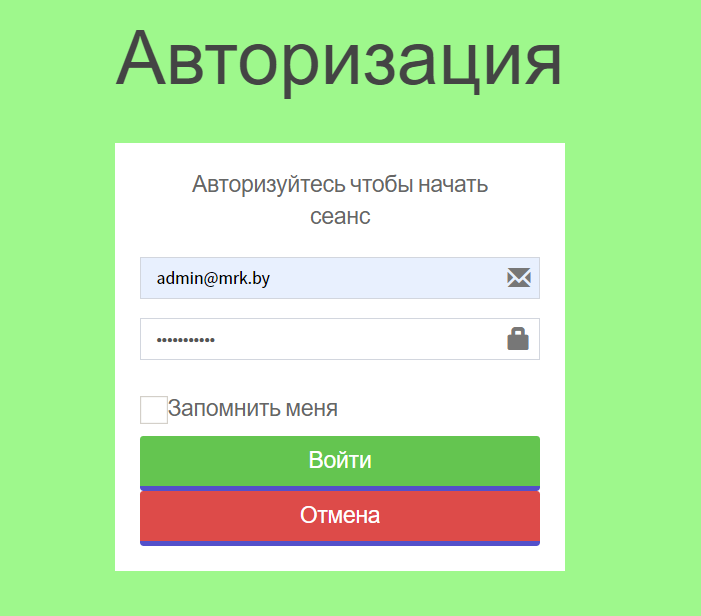 Авторизация
Авторизуйтесь чтобы начать
сеанс
admin@mrk.by
•••••••••••
Запомнить меня
Войти
Отмена